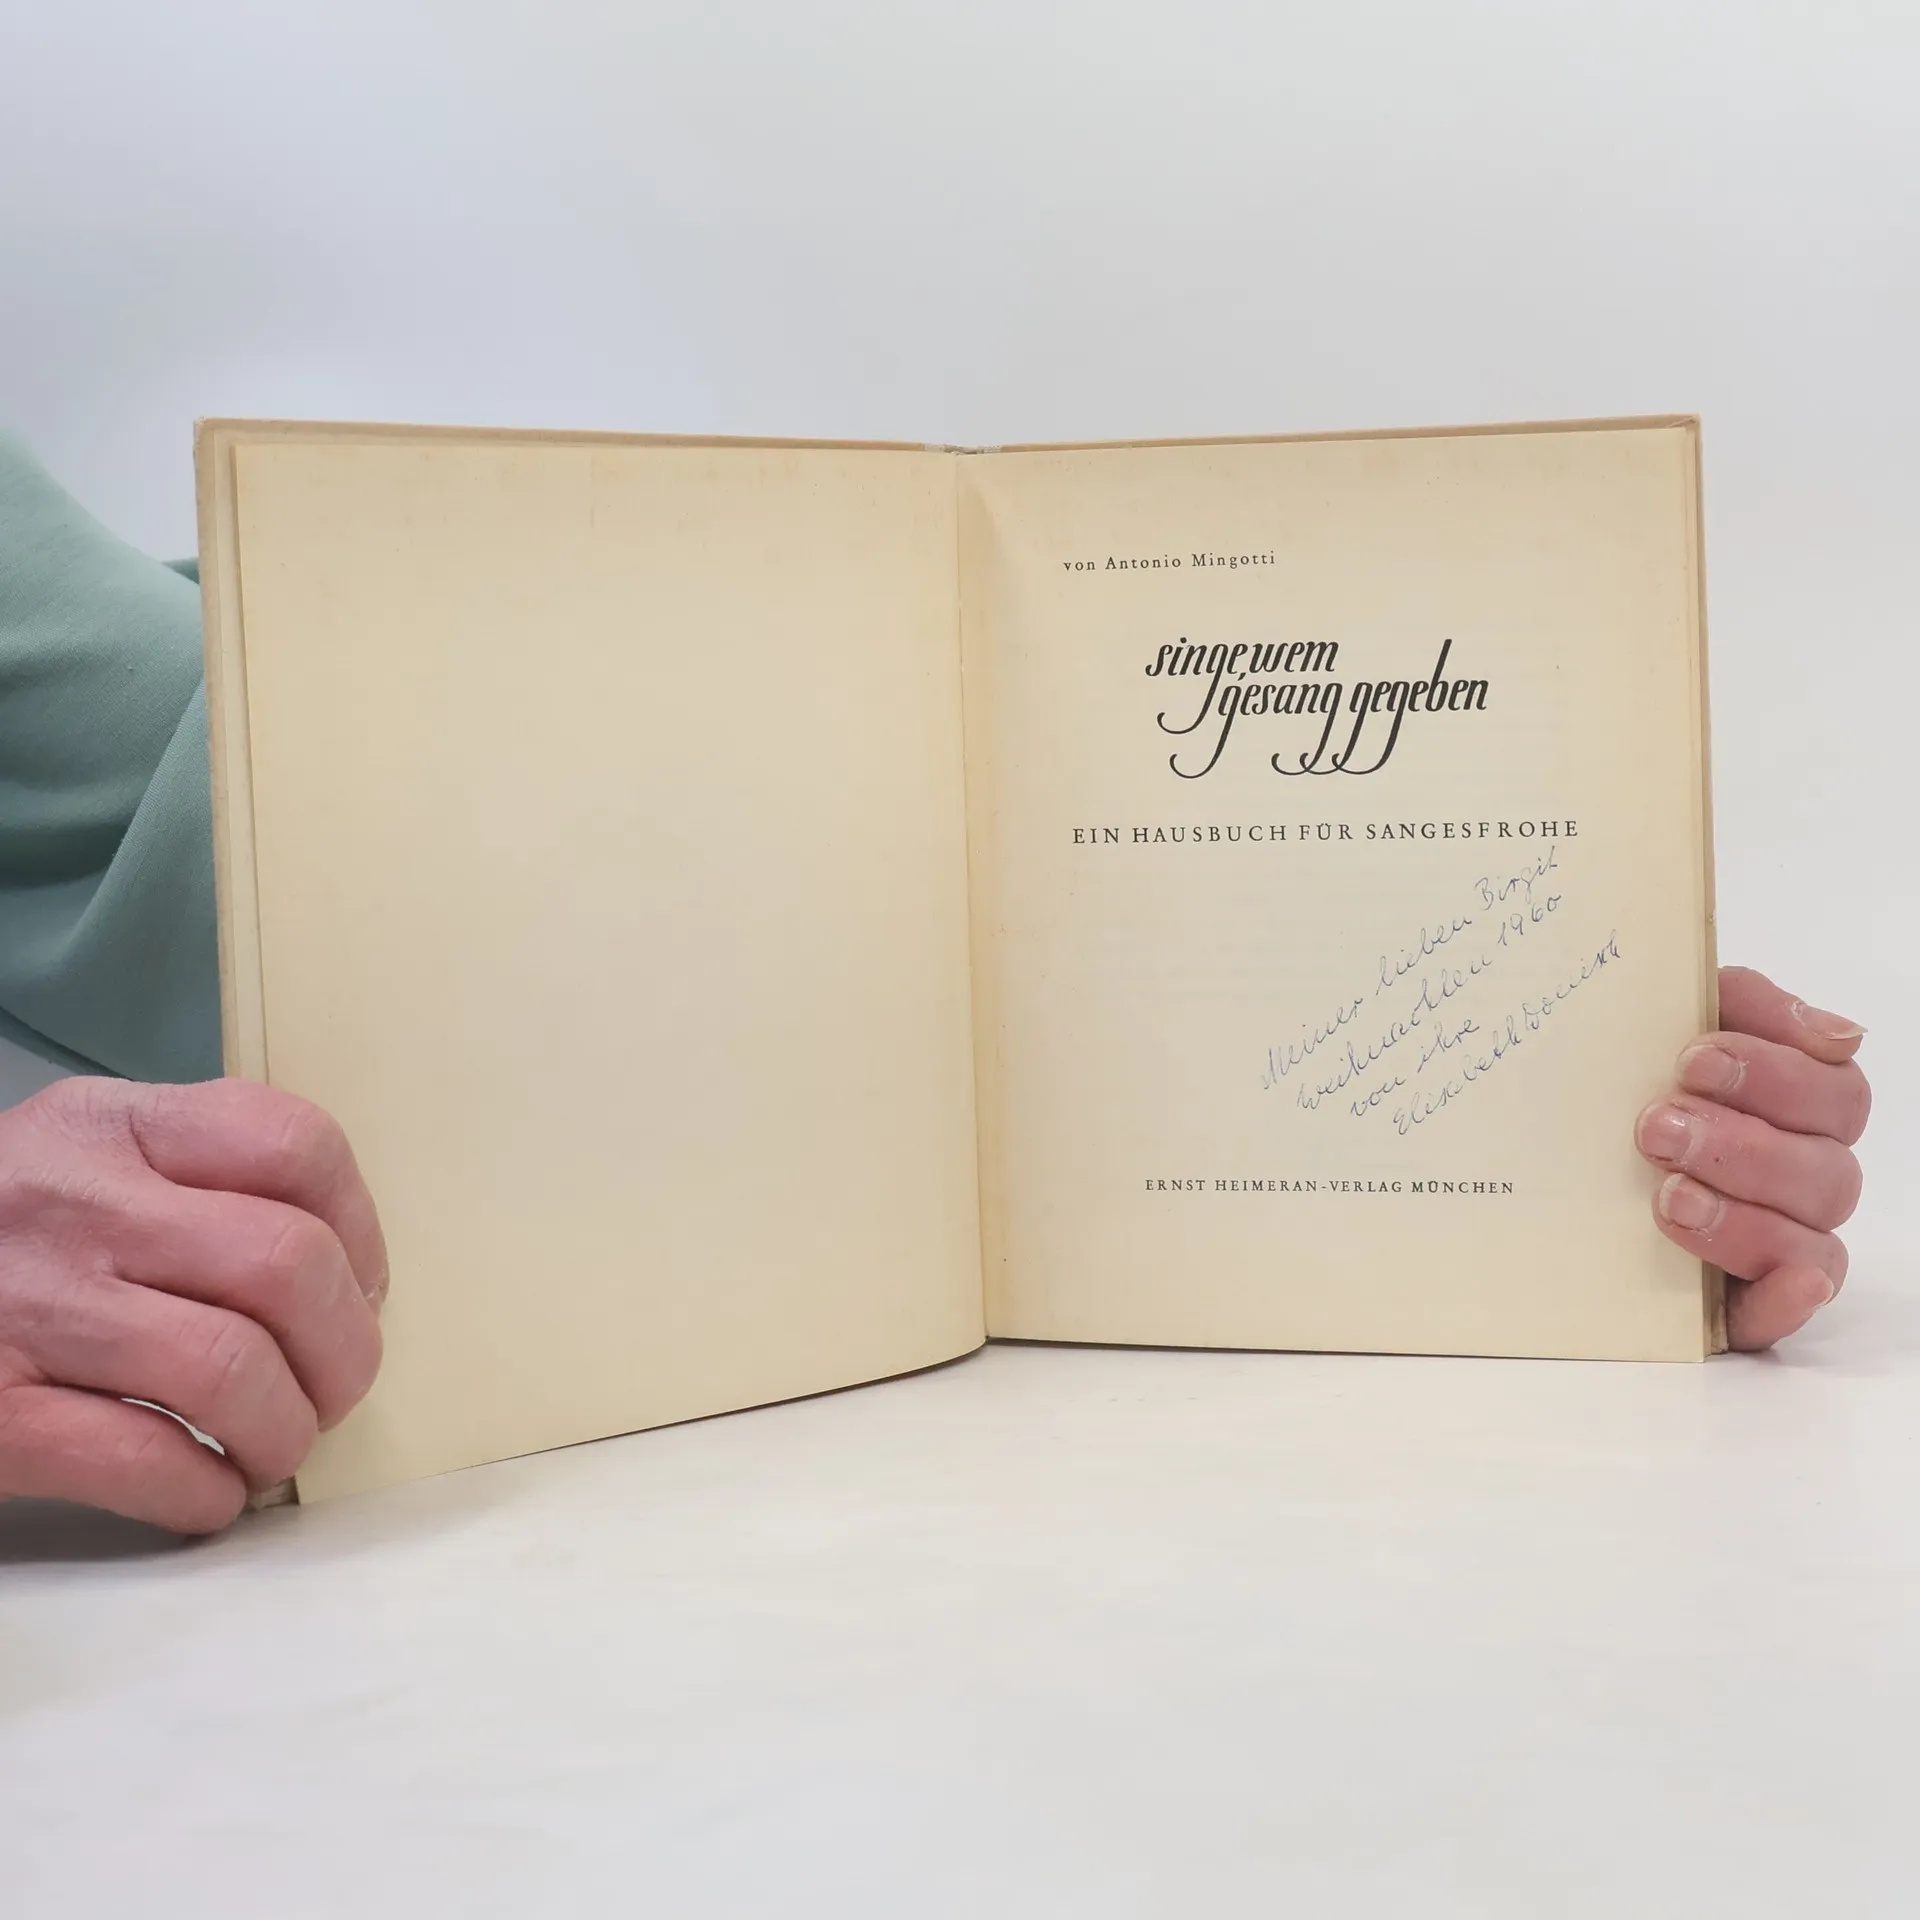 von Antonio Mingotti
singe, wem
gesang gegeben
EIN HAUSBUCH FÜR SANGESFROHE
Meiner lieben Birgit
Weihnachten 1960
von ihre
Elisabeth
ERNST HEIMERAN-VERLAG MÜNCHEN